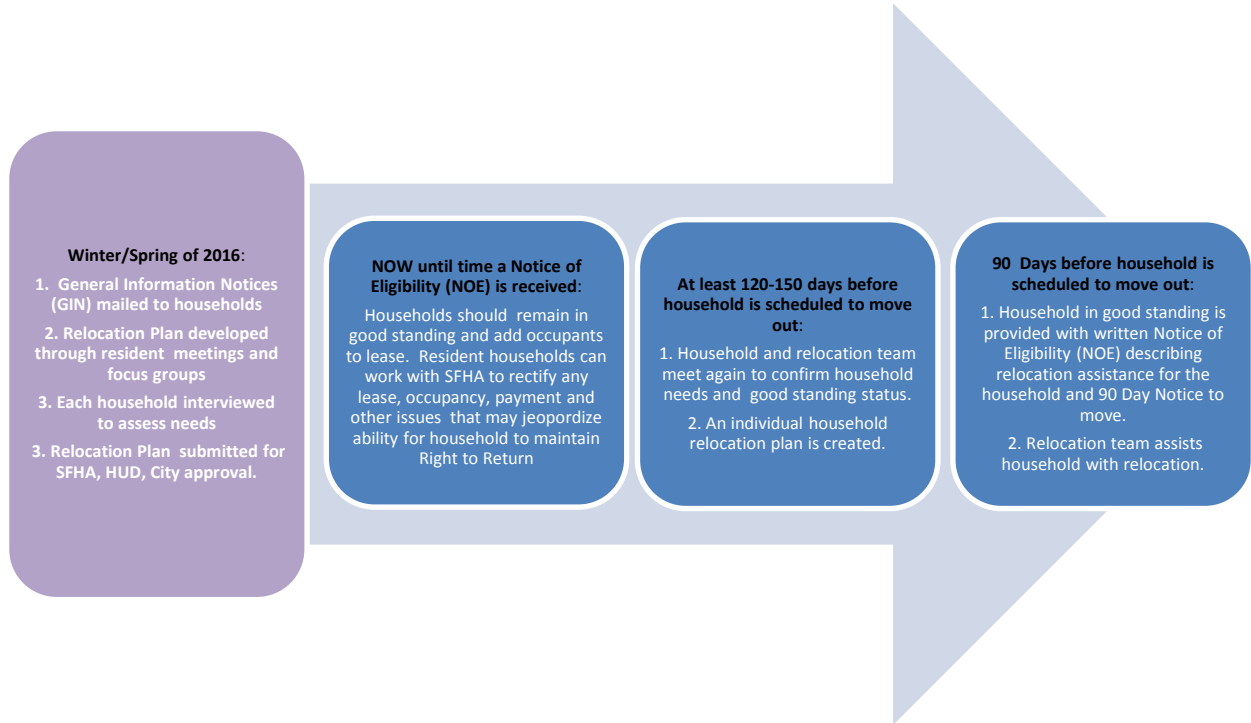 Winter/Spring of 2016:
1. General Information Notices
(GIN) mailed to households
2. Relocation Plan developed
through resident meetings and
focus groups
3. Each household interviewed
to assess needs
3. Relocation Plan submitted for
SFHA, HUD, City approval.
NOW until time a Notice of
Eligibility (NOE) is received:
Households should remain in
good standing and add occupants
to lease. Resident households can
work with SFHA to rectify any
lease, occupancy, payment and
other issues that may jeopordize
ability for household to maintain
Right to Return
At least 120-150 days before
household is scheduled to move
out:
1. Household and relocation team
meet again to confirm household
needs and good standing status.
2. An individual household
relocation plan is created.
90 Days before household is
scheduled to move out:
1. Household in good standing is
provided with written Notice of
Eligibility (NOE) describing
relocation assistance for the
household and 90 Day Notice to
move.
2. Relocation team assists
household with relocation.